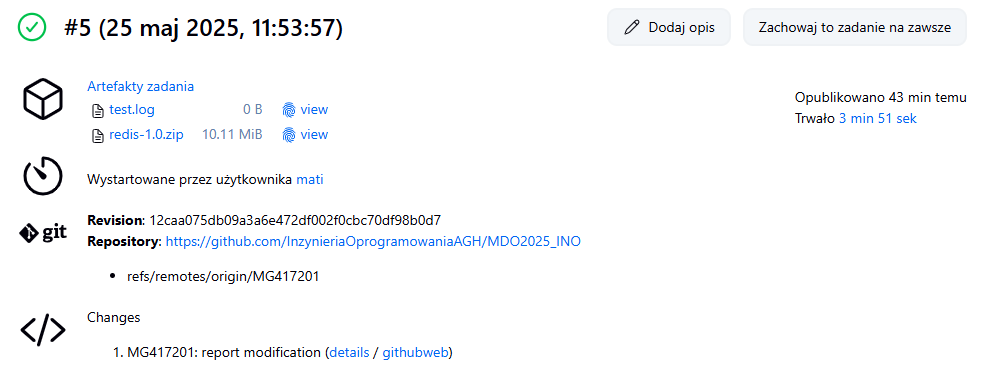 #5 (25 maj 2025, 11:53:57)
Dodaj opis
Zachowaj to zadanie na zawsze
Artefakty zadania
test.log 0 B view
redis-1.0.zip 10.11 MiB view
Opublikowano 43 min temu
Trwało 3 min 51 sek
Wystartowane przez użytkownika mati
git
Revision: 12caa075db09a3a6e472df002f0cbc70df98b0d7
Repository: https://github.com/InzynieriaOprogramowaniaAGH/MDO2025_INO
• refs/remotes/origin/MG417201
Changes
1. MG417201: report modification (details / githubweb)